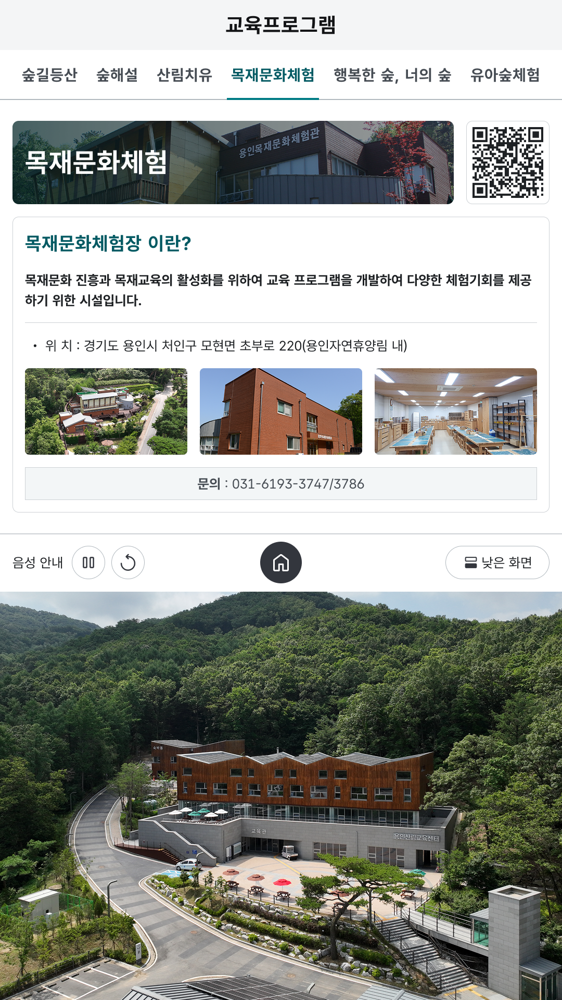 교육프로그램
숲길등산 숲해설 산림치유 목재문화체험 행복한 숲, 너의 숲 유아숲체험
용인목재문화체험관
목재문화체험
목재문화체험장 이란?
목재문화 진흥과 목재교육의 활성화를 위하여 교육 프로그램을 개발하여 다양한 체험기회를 제공
하기 위한 시설입니다.
• 위 치 : 경기도 용인시 처인구 모현면 초부로 220(용인자연휴양림 내)
문의 : 031-6193-3747/3786
음성 안내
낮은 화면
숙박동
교육관
용인산림교육센터